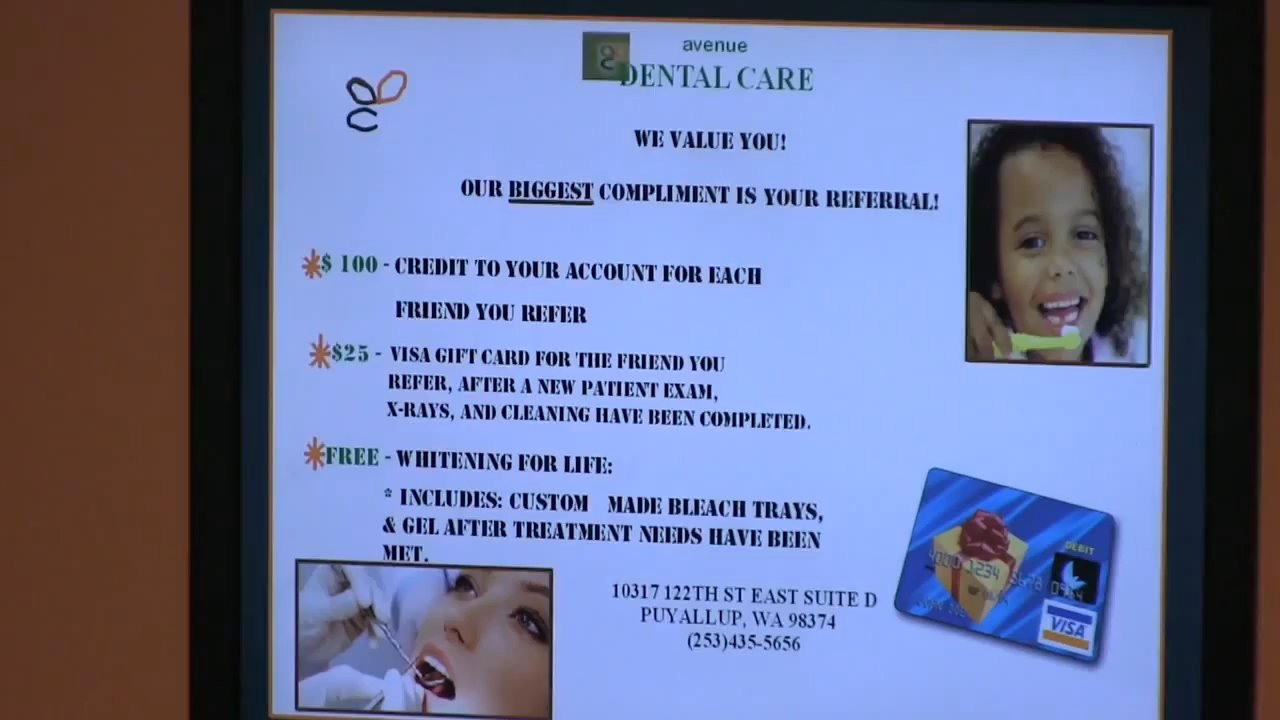 avenue
DENTAL CARE
WE VALUE YOU!
OUR BIGGEST COMPLIMENT IS YOUR REFERRAL!
$ 100 - CREDIT TO YOUR ACCOUNT FOR EACH
FRIEND YOU REFER
$25 - VISA GIFT CARD FOR THE FRIEND YOU
REFER, AFTER A NEW PATIENT EXAM,
X-RAYS, AND CLEANING HAVE BEEN COMPLETED.
FREE - WHITENING FOR LIFE:
* INCLUDES: CUSTOM MADE BLEACH TRAYS,
& GEL AFTER TREATMENT NEEDS HAVE BEEN
MET.
DEBIT
4000 1234
VISA
10317 122TH ST EAST SUITE D
PUYALLUP, WA 98374
(253)435-5656